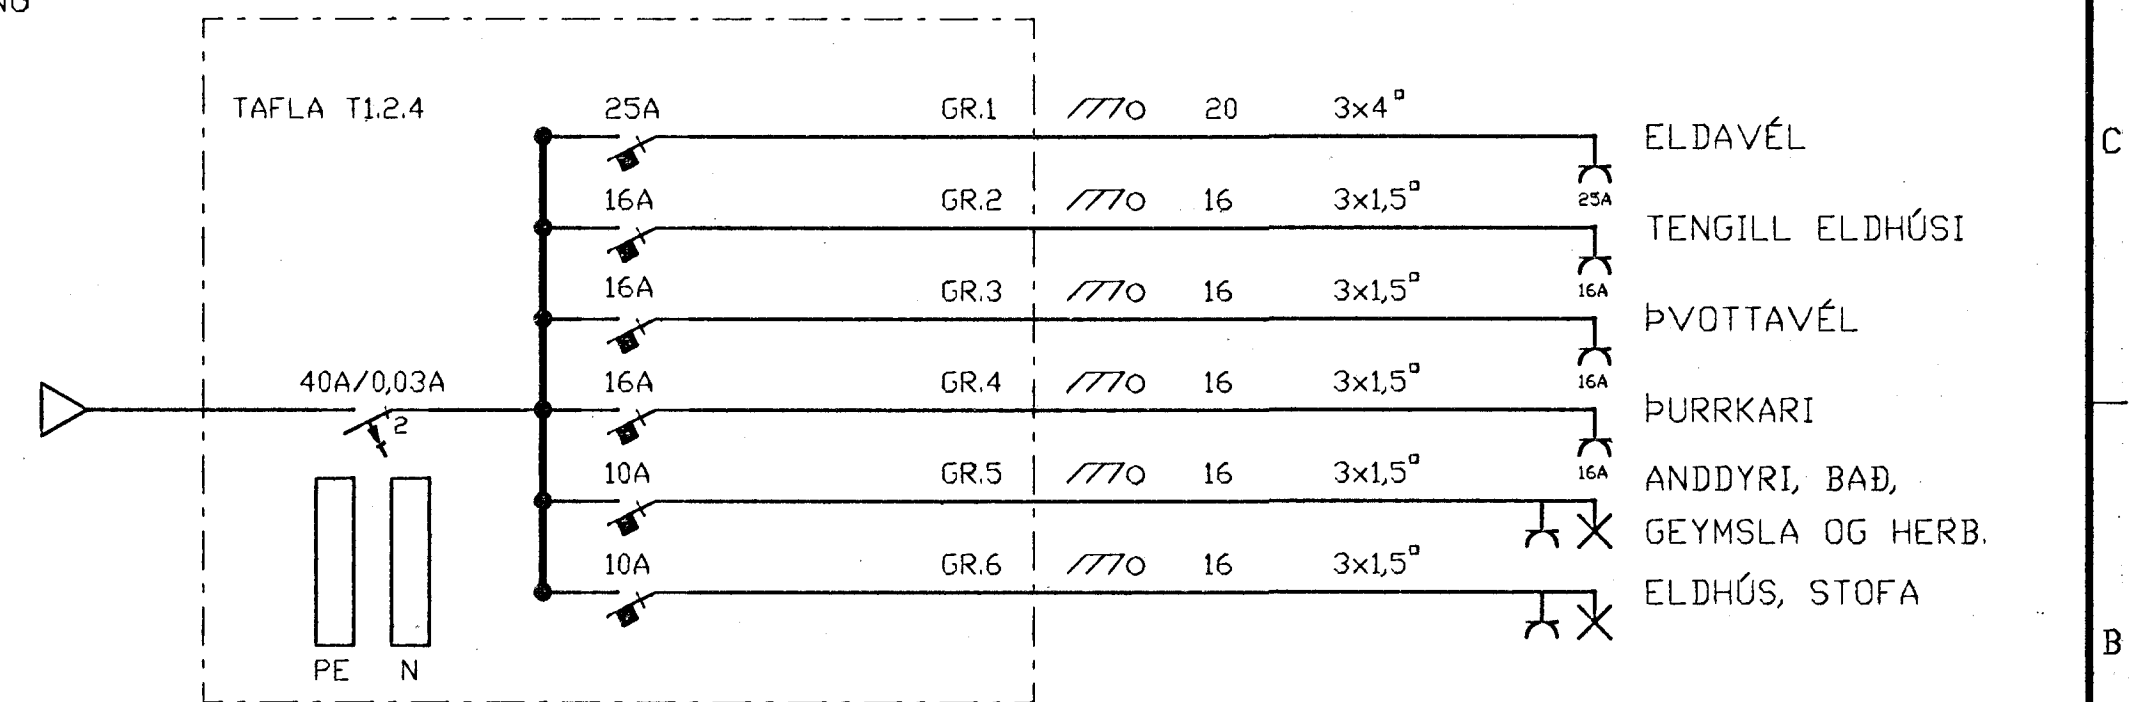 TAFLA T1.2.4
25A GR.1 20 3x4▫ ELDAVÉL
25A
16A GR.2 16 3x1,5▫ TENGILL ELDHÚSI
16A
16A GR.3 16 3x1,5▫ ÞVOTTAVÉL
16A
40A/0,03A
2
16A GR.4 16 3x1,5▫ ÞURRKARI
16A
10A GR.5 16 3x1,5▫ ANDDYRI, BAÐ,
GEYMSLA OG HERB.
10A GR.6 16 3x1,5▫ ELDHÚS, STOFA
PE N
C
B